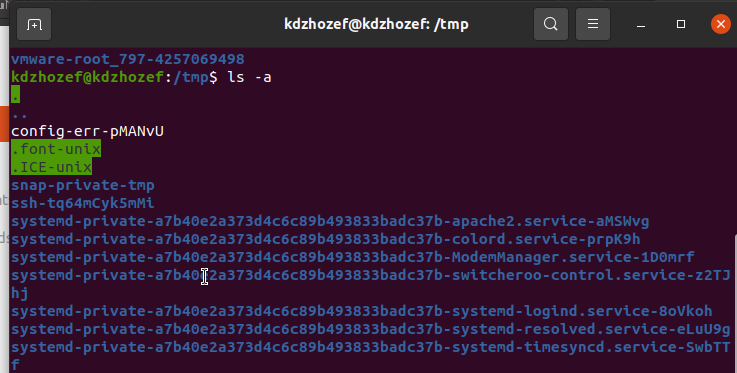 kdzhozef@kdzhozef: /tmp
vmware-root_797-4257069498
kdzhozef@kdzhozef:/tmp$ ls -a
.
..
config-err-pMANvU
.font-unix
.ICE-unix
snap-private-tmp
ssh-tq64mCyk5mMi
systemd-private-a7b40e2a373d4c6c89b493833badc37b-apache2.service-aMSWvg
systemd-private-a7b40e2a373d4c6c89b493833badc37b-colord.service-prpK9h
systemd-private-a7b40e2a373d4c6c89b493833badc37b-ModemManager.service-1D0mrf
systemd-private-a7b40e2a373d4c6c89b493833badc37b-switcheroo-control.service-z2TJ
hj
systemd-private-a7b40e2a373d4c6c89b493833badc37b-systemd-logind.service-8oVkoh
systemd-private-a7b40e2a373d4c6c89b493833badc37b-systemd-resolved.service-eLuU9g
systemd-private-a7b40e2a373d4c6c89b493833badc37b-systemd-timesyncd.service-SwbTT
f